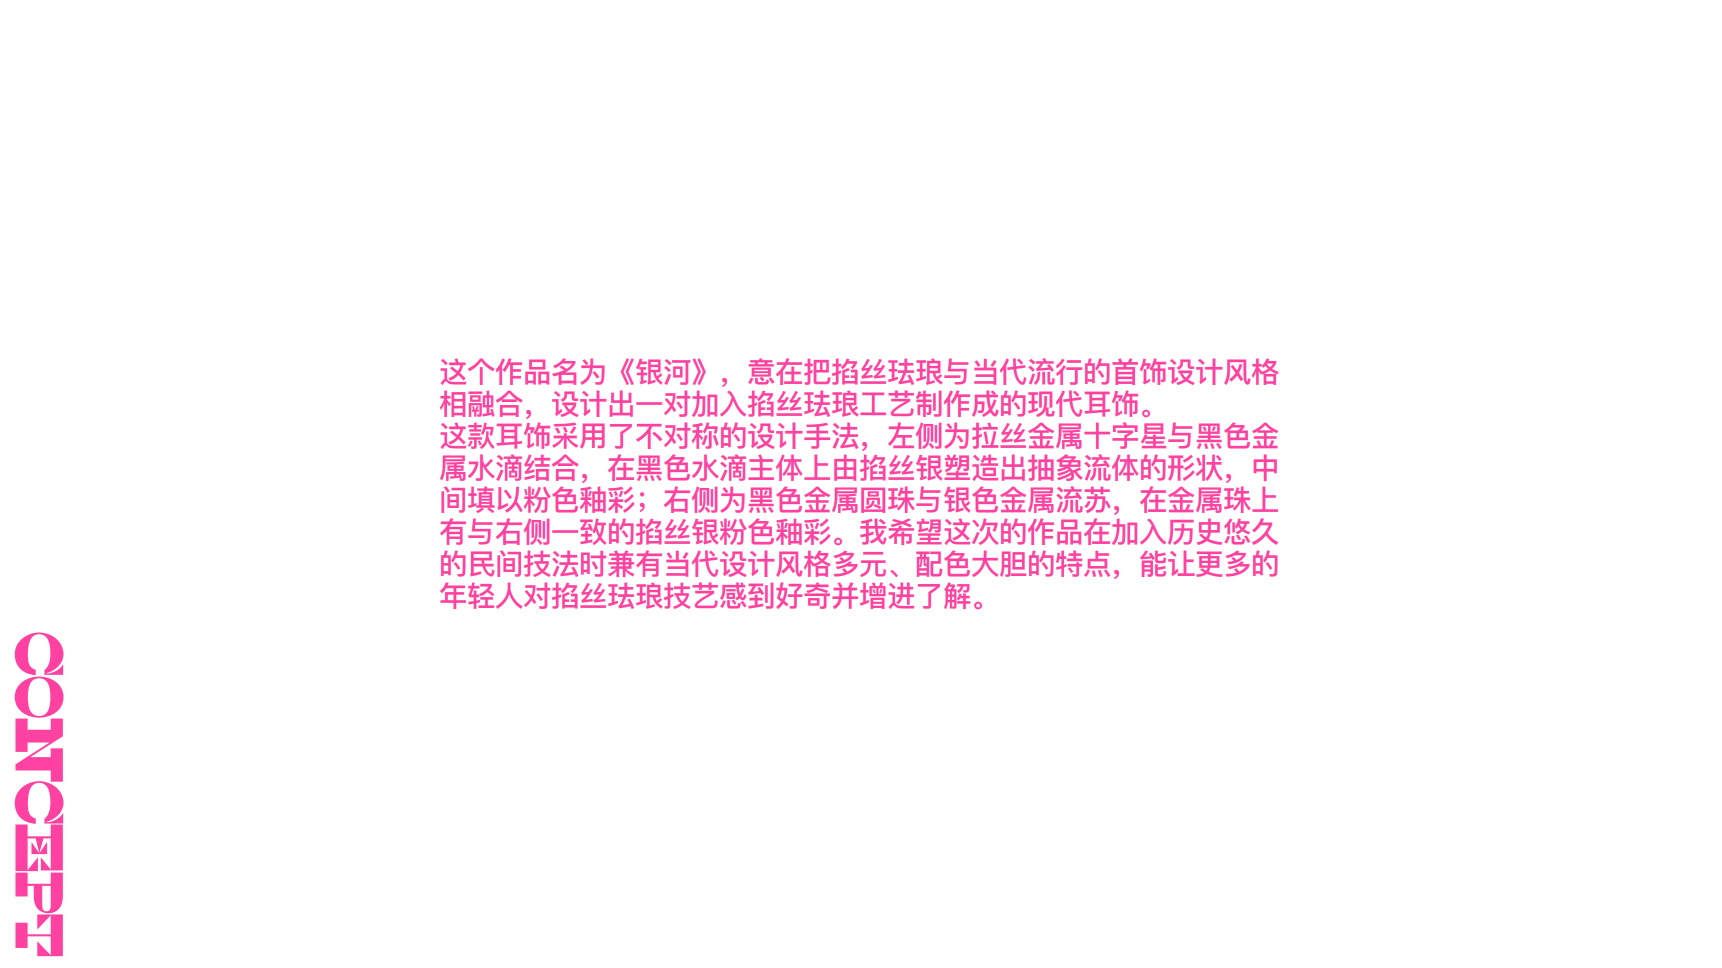 这个作品名为《银河》，意在把掐丝珐琅与当代流行的首饰设计风格
相融合，设计出一对加入掐丝珐琅工艺制作成的现代耳饰。
这款耳饰采用了不对称的设计手法，左侧为拉丝金属十字星与黑色金
属水滴结合，在黑色水滴主体上由掐丝银塑造出抽象流体的形状，中
间填以粉色釉彩；右侧为黑色金属圆珠与银色金属流苏，在金属珠上
有与右侧一致的掐丝银粉色釉彩。我希望这次的作品在加入历史悠久
的民间技法时兼有当代设计风格多元、配色大胆的特点，能让更多的
年轻人对掐丝珐琅技艺感到好奇并增进了解。
CONCEPT